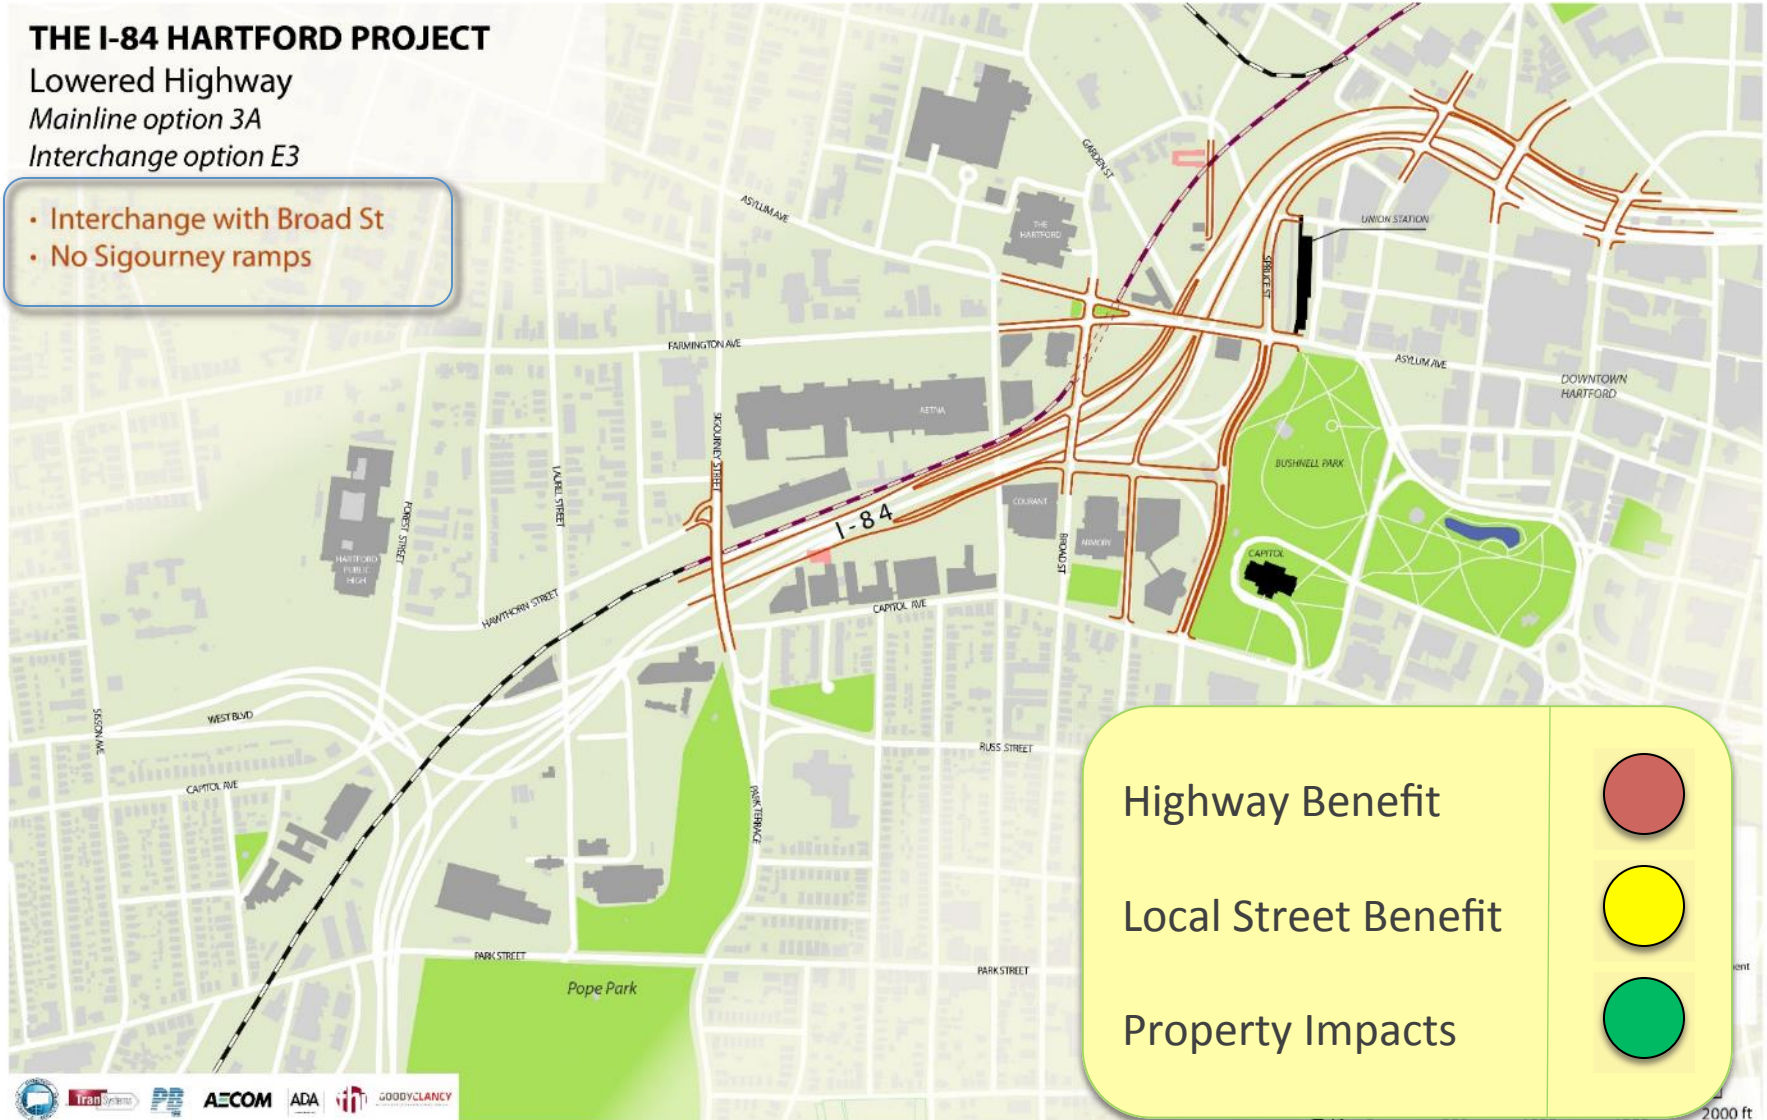 THE I-84 HARTFORD PROJECT
Lowered Highway
Mainline option 3A
Interchange option E3
• Interchange with Broad St
• No Sigourney ramps
GARDEN ST
ASYLUM AVE
THE
HARTFORD
UNION STATION
SPRUCE ST
FARMINGTON AVE
ASYLUM AVE
DOWNTOWN
HARTFORD
AETNA
SIGOURNEY STREET
BUSHNELL PARK
LAUREL STREET
FOREST STREET
I-84
COURANT
BROAD ST
ARMORY
HARTFORD
PUBLIC
HIGH
CAPITOL
HAWTHORN STREET
CAPITOL AVE
SISSON AVE
WEST BLVD
RUSS STREET
CAPITOL AVE
PARK TERRACE
PARK STREET
PARK STREET
Pope Park
Highway Benefit
Local Street Benefit
Property Impacts
TranSystems
PB
AECOM
ADA
GOODYCLANCY
2000 ft